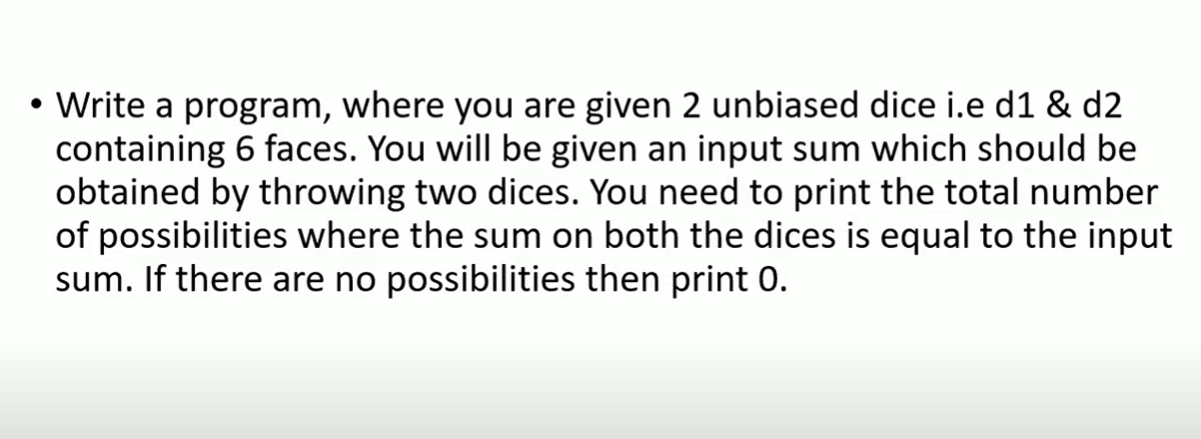 • Write a program, where you are given 2 unbiased dice i.e d1 & d2
containing 6 faces. You will be given an input sum which should be
obtained by throwing two dices. You need to print the total number
of possibilities where the sum on both the dices is equal to the input
sum. If there are no possibilities then print 0.